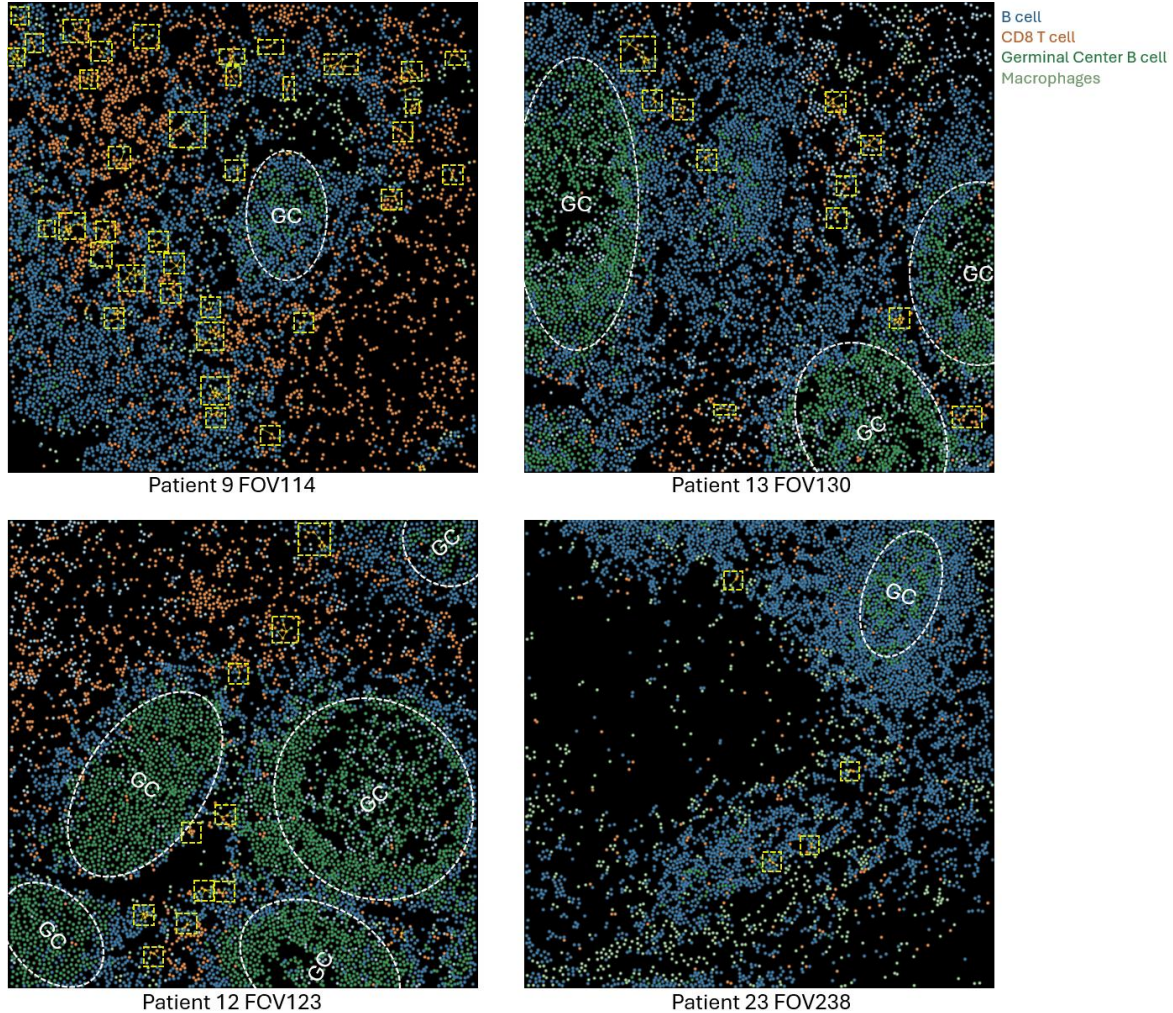 B cell
CD8 T cell
Germinal Center B cell
Macrophages
GC
Patient 9 FOV114
GC
GC
GC
Patient 13 FOV130
GC
GC
GC
GC
GC
Patient 12 FOV123
GC
Patient 23 FOV238